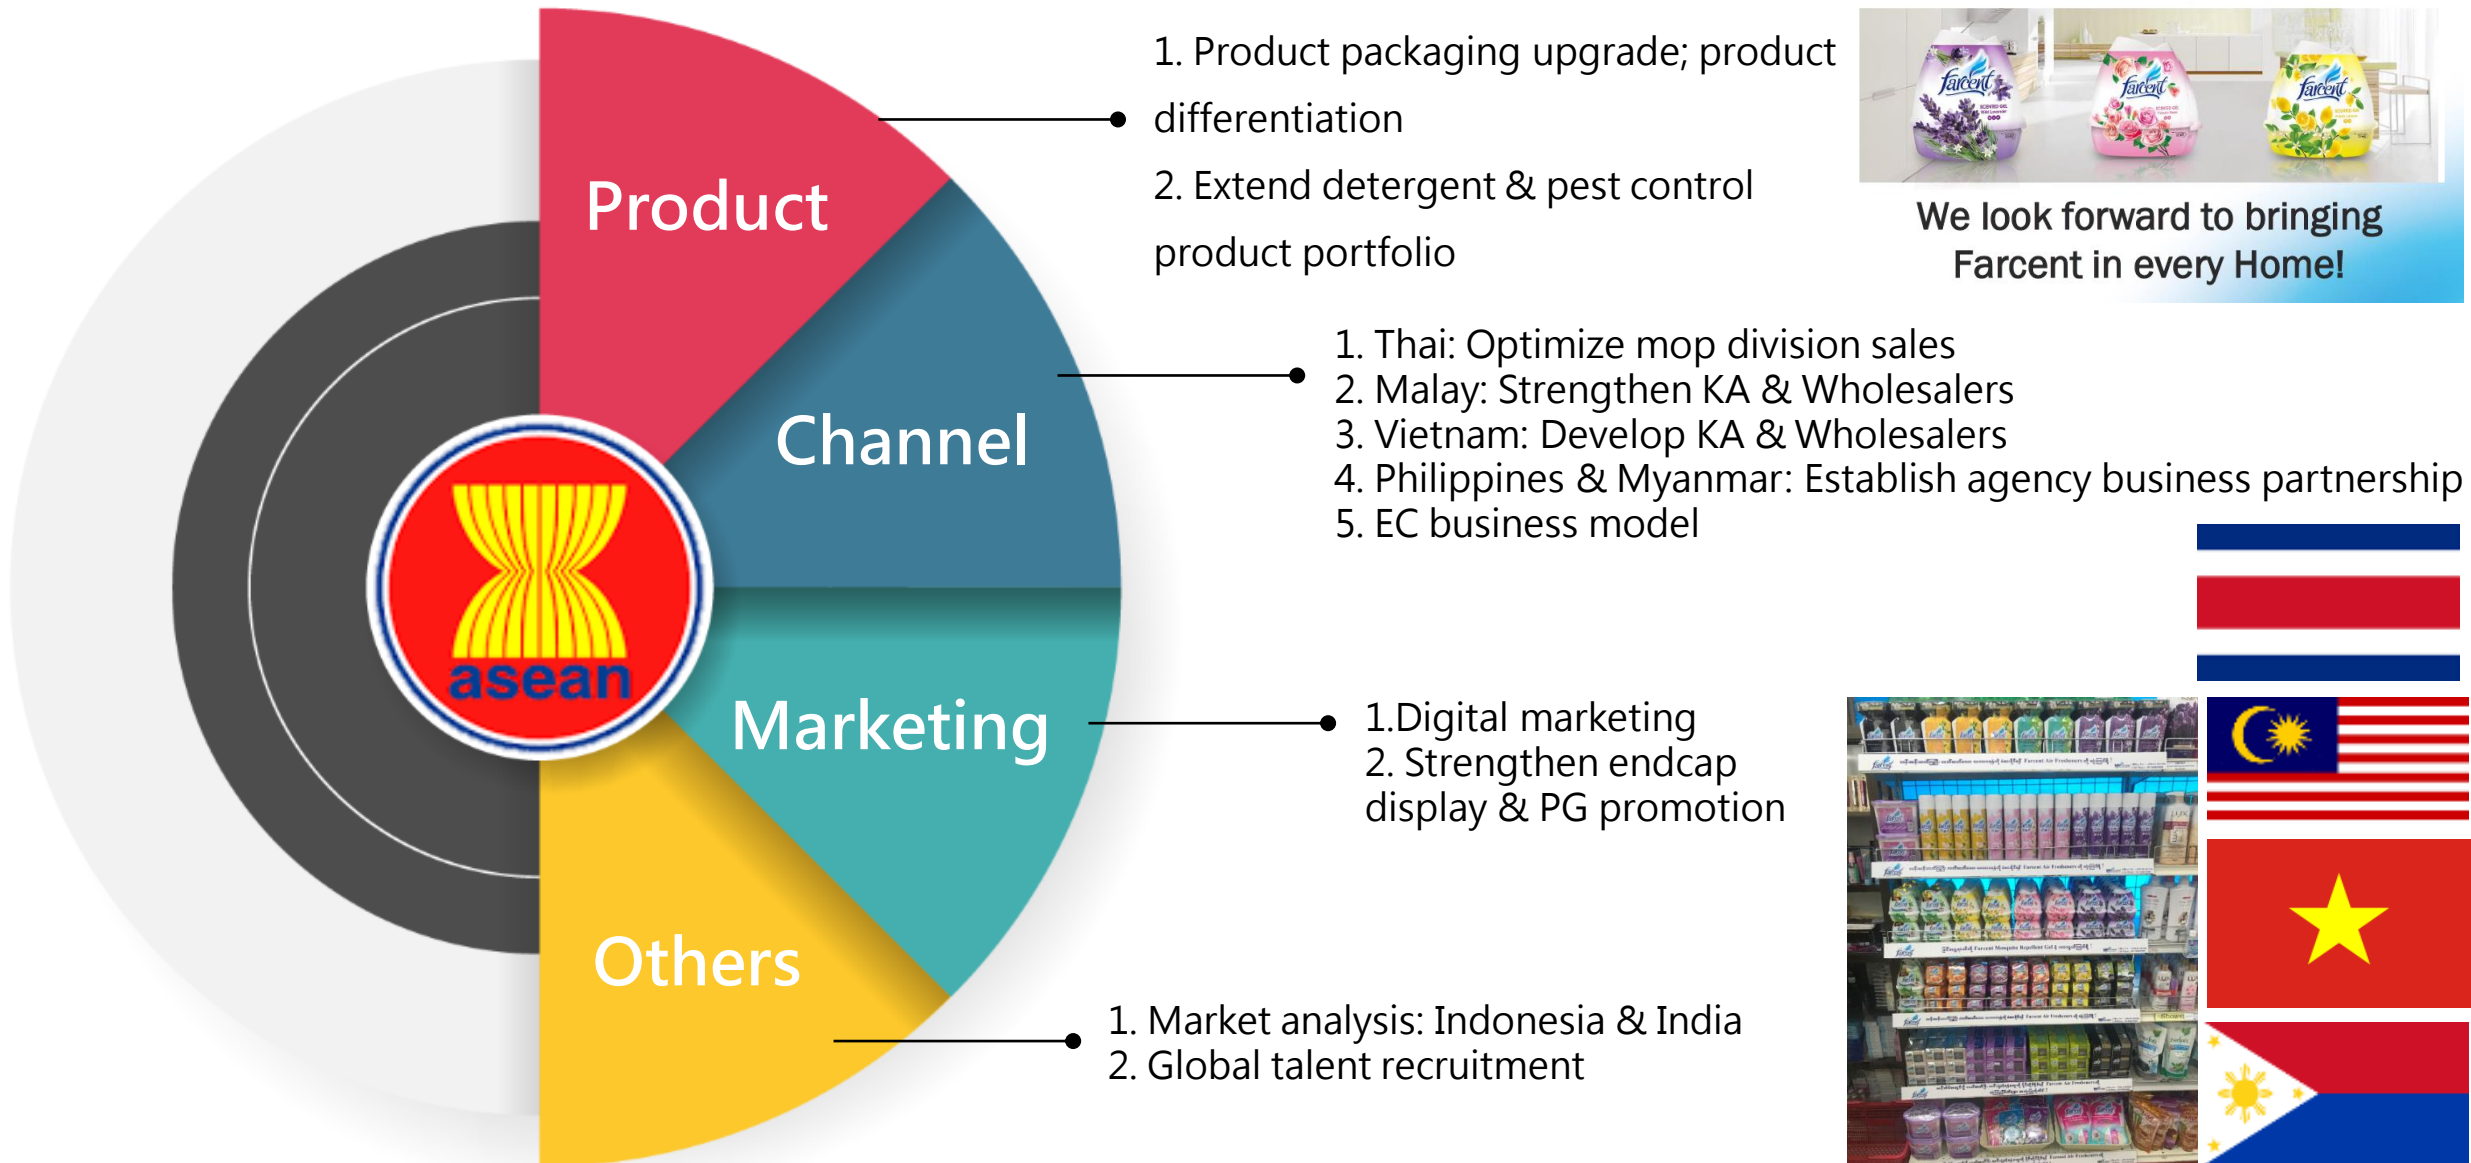 Product
1. Product packaging upgrade; product
differentiation
2. Extend detergent & pest control
product portfolio
farcent
farcent
farcent
We look forward to bringing
Farcent in every Home!
Channel
1. Thai: Optimize mop division sales
2. Malay: Strengthen KA & Wholesalers
3. Vietnam: Develop KA & Wholesalers
4. Philippines & Myanmar: Establish agency business partnership
5. EC business model
asean
Marketing
1.Digital marketing
2. Strengthen endcap
display & PG promotion
Others
1. Market analysis: Indonesia & India
2. Global talent recruitment